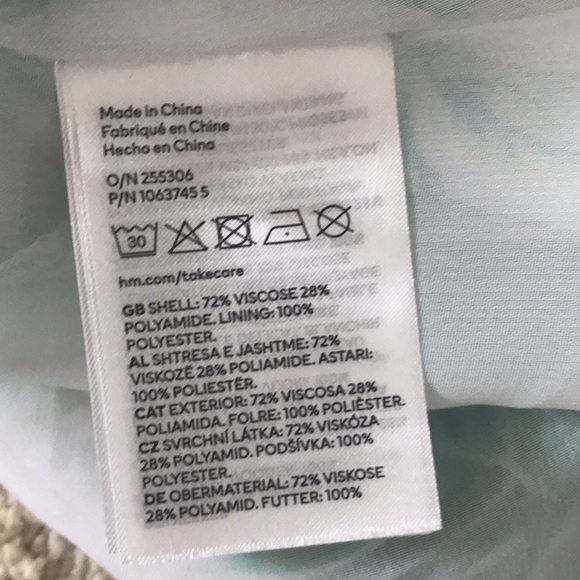 Made in China
Fabriqué en Chine
Hecho en China
O/N 255306
P/N 1063745 5
30
hm.com/takecare
GB SHELL: 72% VISCOSE 28%
POLYAMIDE. LINING: 100%
POLYESTER.
AL SHTRESA E JASHTME: 72%
VISKOZË 28% POLIAMIDE. ASTARI:
100% POLIESTËR.
CAT EXTERIOR: 72% VISCOSA 28%
POLIAMIDA. FOLRE: 100% POLIÈSTER.
CZ SVRCHNÍ LÁTKA: 72% VISKÓZA
28% POLYAMID. PODŠÍVKA: 100%
POLYESTER.
DE OBERMATERIAL: 72% VISKOSE
28% POLYAMID. FUTTER: 100%